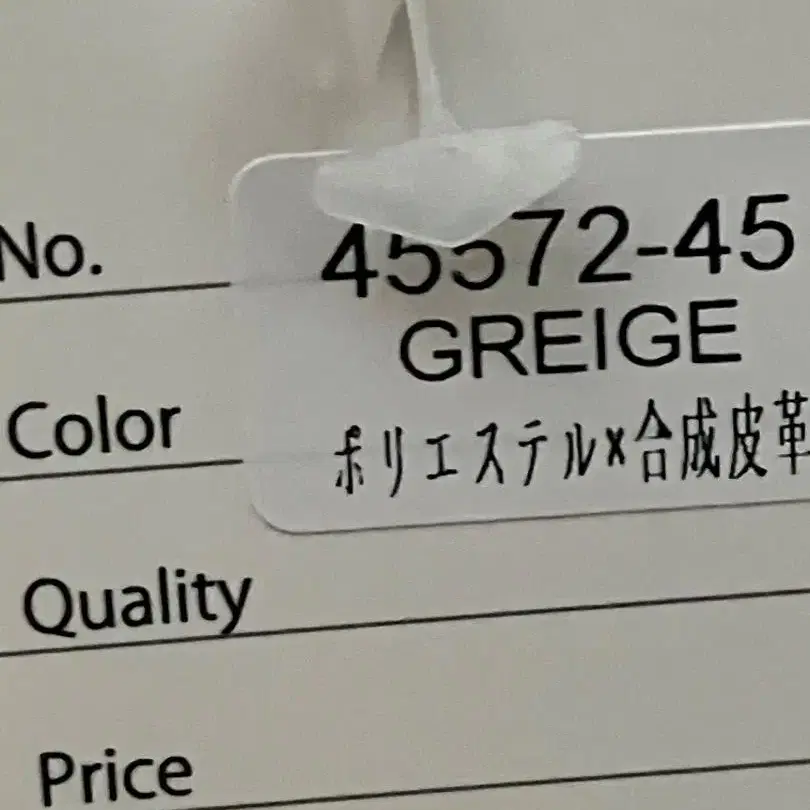 No. 45572-45
GREIGE
Color
ポリエステル×合成皮革
Quality
Price